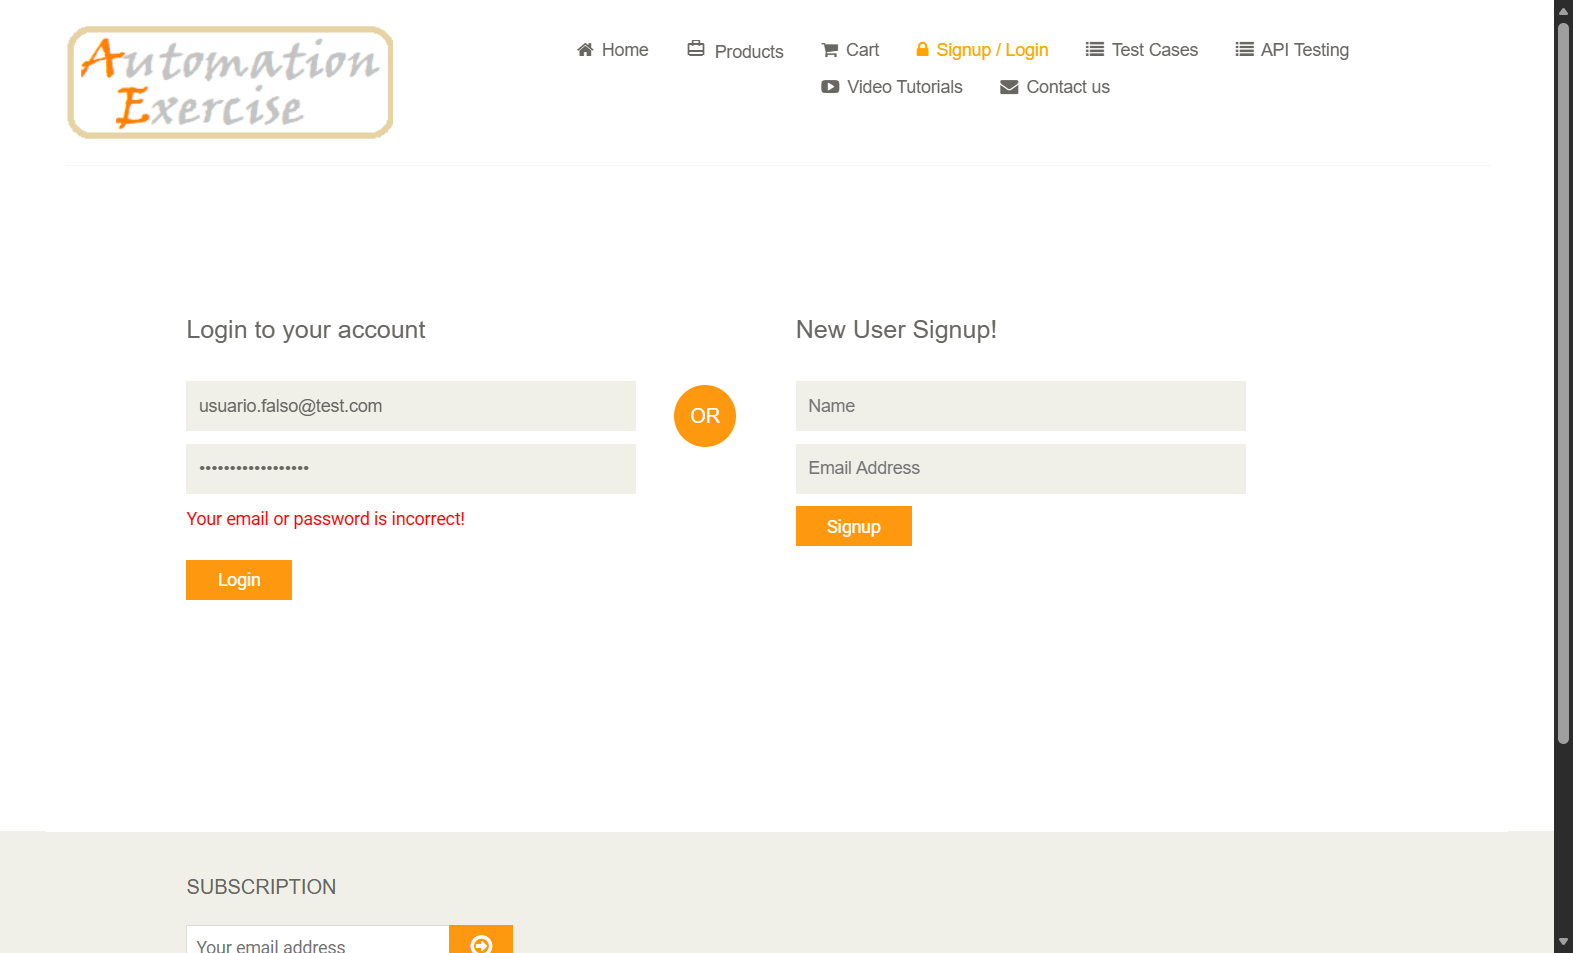 Automation
Exercise
Home
Products
Cart
Signup / Login
Test Cases
API Testing
Video Tutorials
Contact us
Login to your account
usuario.falso@test.com
••••••••••••••••••
Your email or password is incorrect!
Login
OR
New User Signup!
Name
Email Address
Signup
SUBSCRIPTION
Your email address